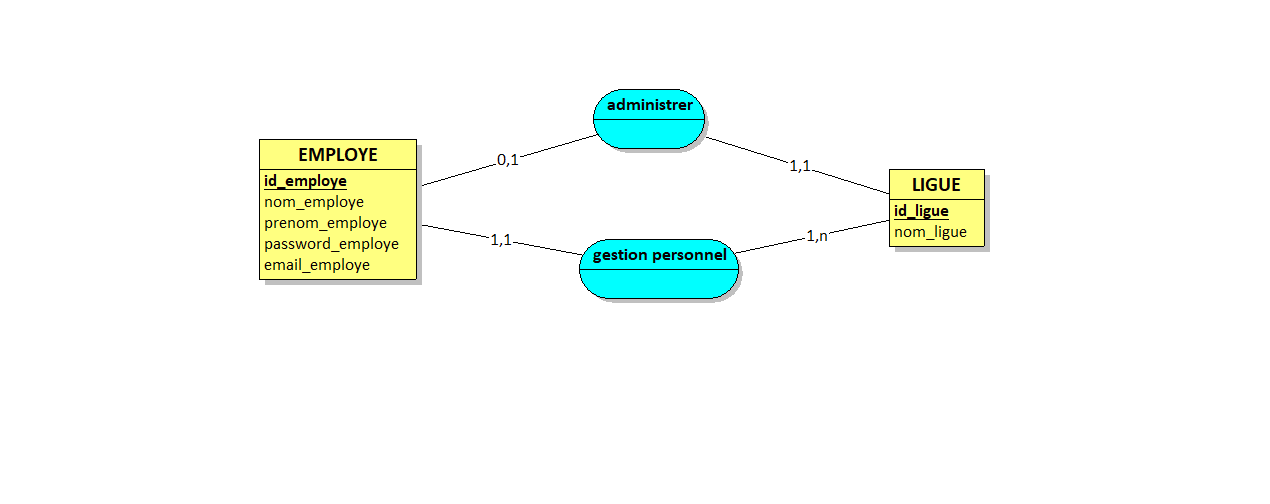 administrer
EMPLOYE
id_employe
nom_employe
prenom_employe
password_employe
email_employe
0,1
1,1
LIGUE
id_ligue
nom_ligue
1,1
1,n
gestion personnel